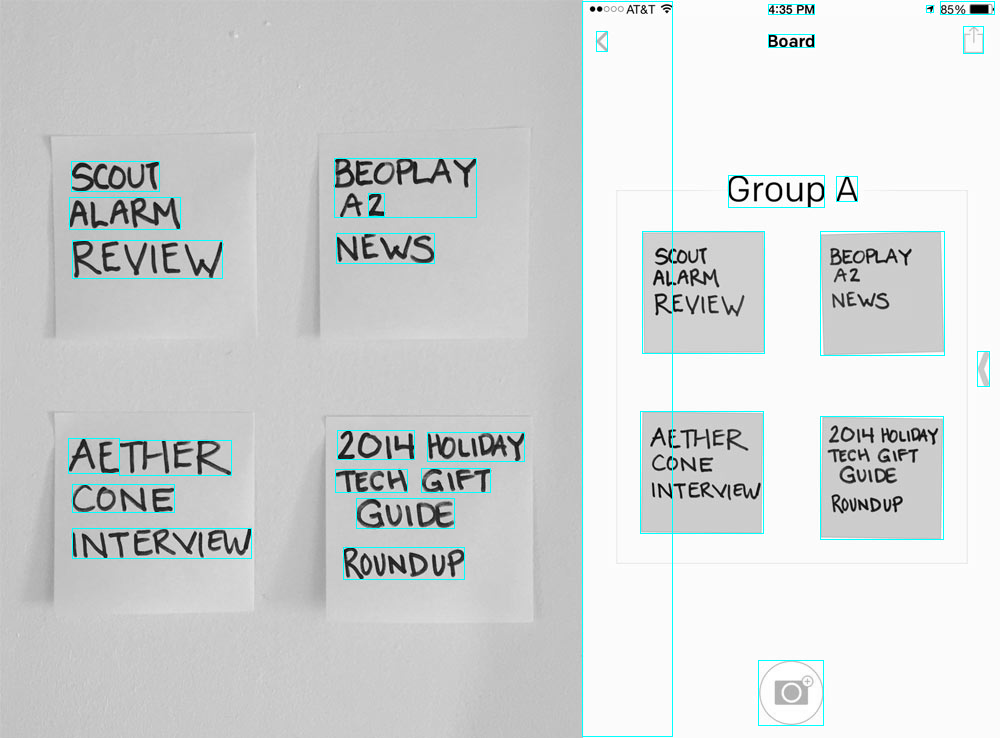 SCOUT
ALARM
REVIEW
BEOPLAY
A2
NEWS
AETHER
CONE
INTERVIEW
2014 HOLIDAY
TECH GIFT
GUIDE
ROUNDUP
AT&T 4:35 PM 85%
Board
Group A
SCOUT
ALARM
REVIEW
BEOPLAY
A2
NEWS
AETHER
CONE
INTERVIEW
2014 HOLIDAY
TECH GIFT
GUIDE
ROUNDUP